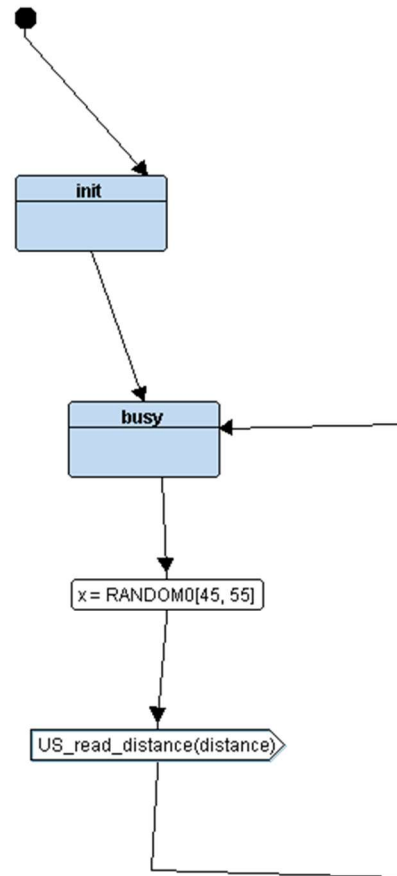 init
busy
x = RANDOM0[45, 55]
US_read_distance(distance)